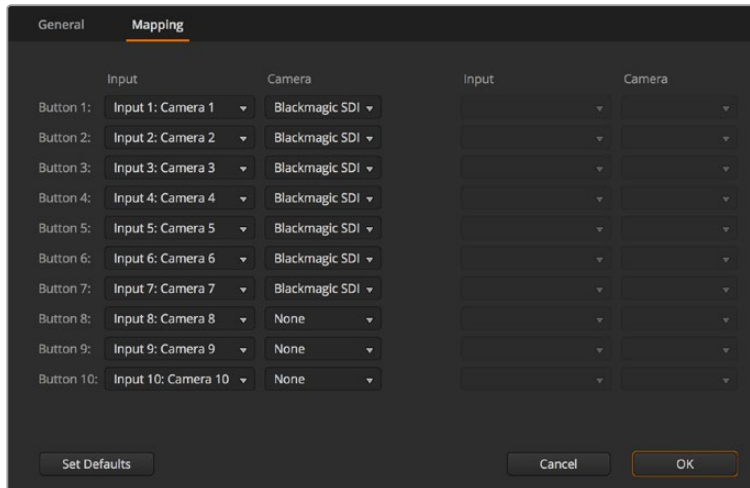 General Mapping
Input Camera Input Camera
Button 1: Input 1: Camera 1 Blackmagic SDI
Button 2: Input 2: Camera 2 Blackmagic SDI
Button 3: Input 3: Camera 3 Blackmagic SDI
Button 4: Input 4: Camera 4 Blackmagic SDI
Button 5: Input 5: Camera 5 Blackmagic SDI
Button 6: Input 6: Camera 6 Blackmagic SDI
Button 7: Input 7: Camera 7 Blackmagic SDI
Button 8: Input 8: Camera 8 None
Button 9: Input 9: Camera 9 None
Button 10: Input 10: Camera 10 None
Set Defaults Cancel OK